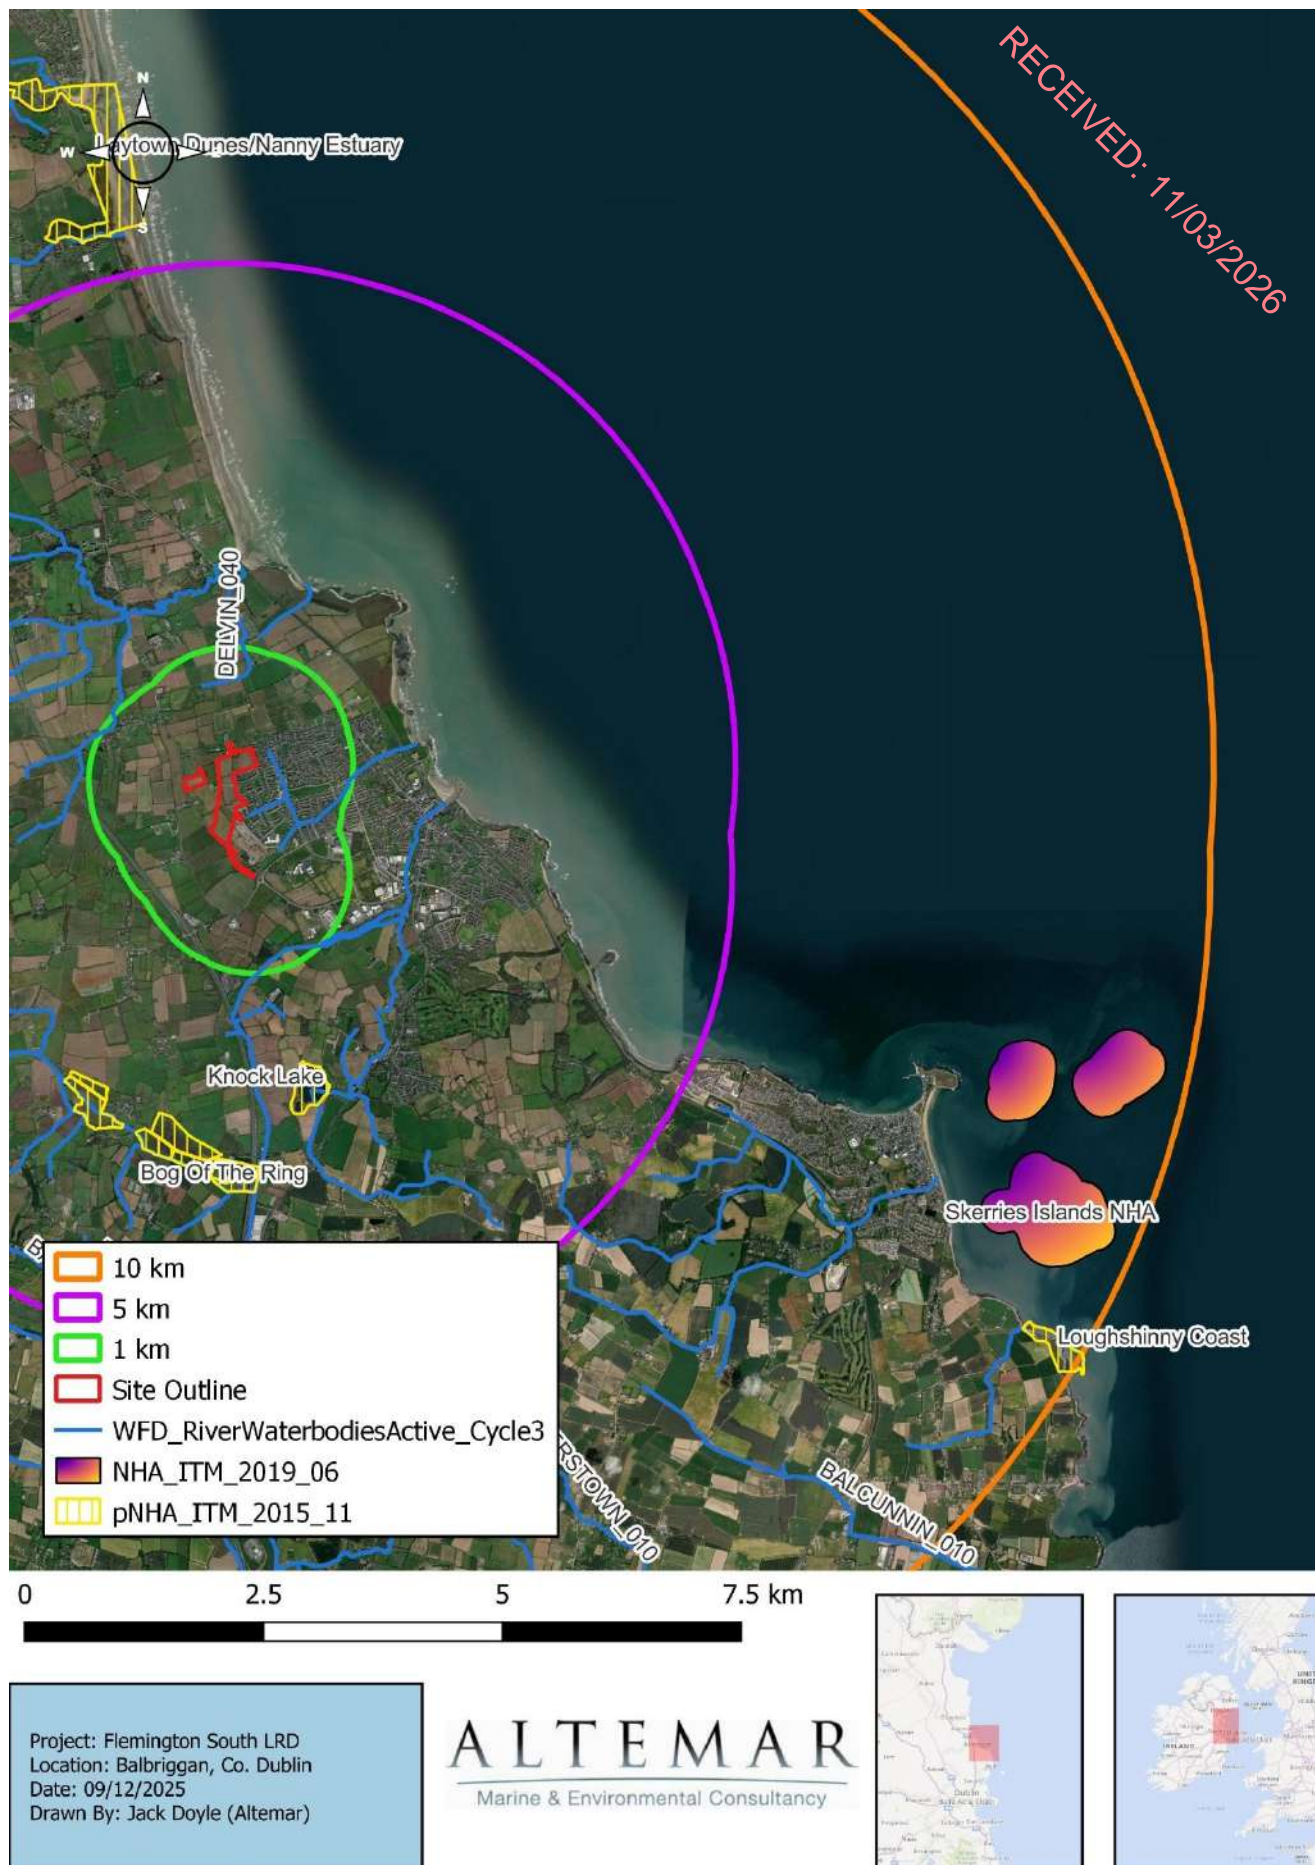 RECEIVED: 11/03/2026
N
W
S
Laytown Dunes/Nanny Estuary
DELVIN_040
Knock Lake
Bog Of The Ring
Skerries Islands NHA
Loughshinny Coast
ERSTOWN_010
BALCUNNIN_010
10 km
5 km
1 km
Site Outline
WFD_RiverWaterbodiesActive_Cycle3
NHA_ITM_2019_06
pNHA_ITM_2015_11
0 2.5 5 7.5 km
Project: Flemington South LRD
Location: Balbriggan, Co. Dublin
Date: 09/12/2025
Drawn By: Jack Doyle (Altemar)
ALTEMAR
Marine & Environmental Consultancy
Dublin
IRELAND